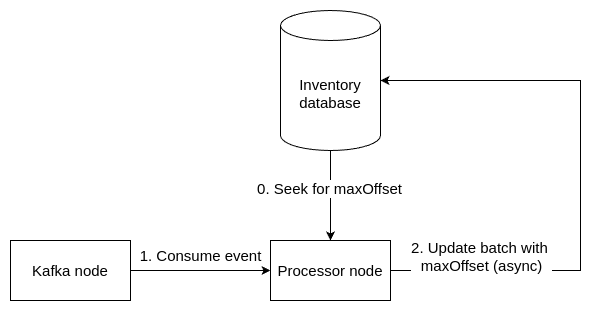 Inventory
database
0. Seek for maxOffset
Kafka node
1. Consume event
Processor node
2. Update batch with
maxOffset (async)